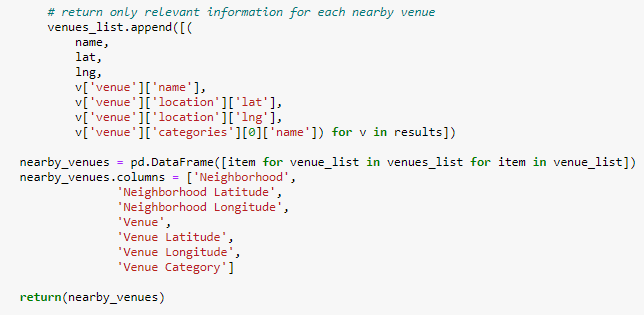 # return only relevant information for each nearby venue
venues_list.append([(
name,
lat,
lng,
v['venue']['name'],
v['venue']['location']['lat'],
v['venue']['location']['lng'],
v['venue']['categories'][0]['name']) for v in results])
nearby_venues = pd.DataFrame([item for venue_list in venues_list for item in venue_list])
nearby_venues.columns = ['Neighborhood',
'Neighborhood Latitude',
'Neighborhood Longitude',
'Venue',
'Venue Latitude',
'Venue Longitude',
'Venue Category']
return(nearby_venues)